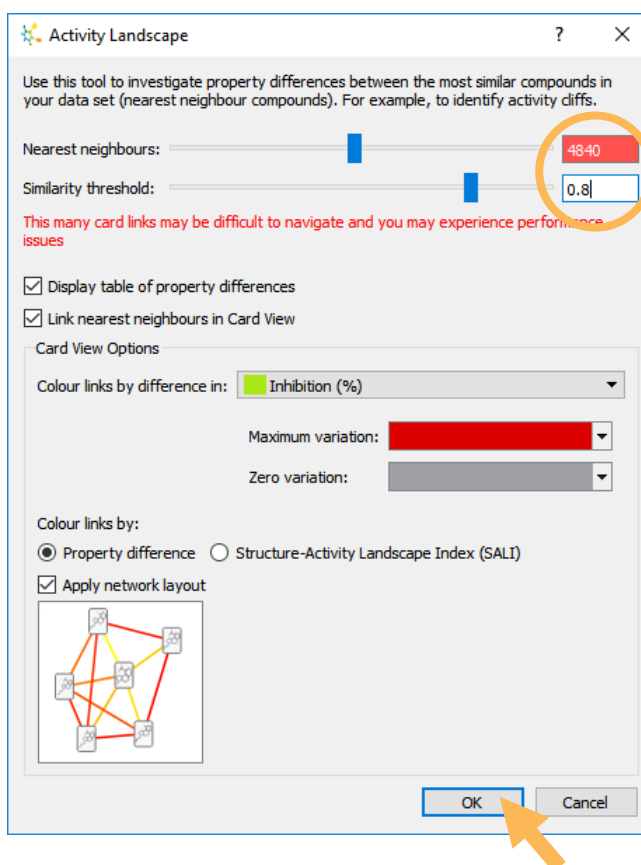 Activity Landscape ? X
Use this tool to investigate property differences between the most similar compounds in
your data set (nearest neighbour compounds). For example, to identify activity cliffs.
Nearest neighbours: 4840
Similarity threshold: 0.8
This many card links may be difficult to navigate and you may experience performance
issues
Display table of property differences
Link nearest neighbours in Card View
Card View Options
Colour links by difference in: Inhibition (%)
Maximum variation:
Zero variation:
Colour links by:
Property difference Structure-Activity Landscape Index (SALI)
Apply network layout
OK Cancel